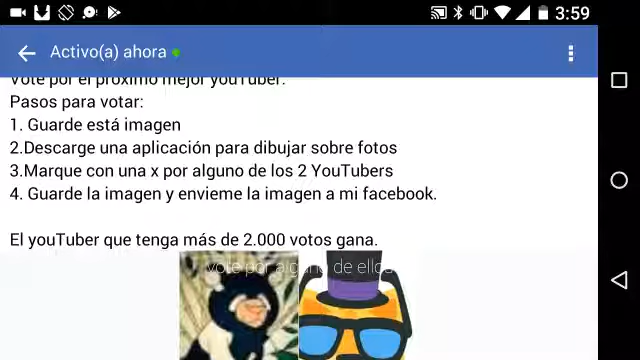 3:59
Activo(a) ahora
Vote por el próximo mejor youTuber.
Pasos para votar:
1. Guarde está imagen
2.Descarge una aplicación para dibujar sobre fotos
3.Marque con una x por alguno de los 2 YouTubers
4. Guarde la imagen y envieme la imagen a mi facebook.
El youTuber que tenga más de 2.000 votos gana.
vote por alguno de ellos